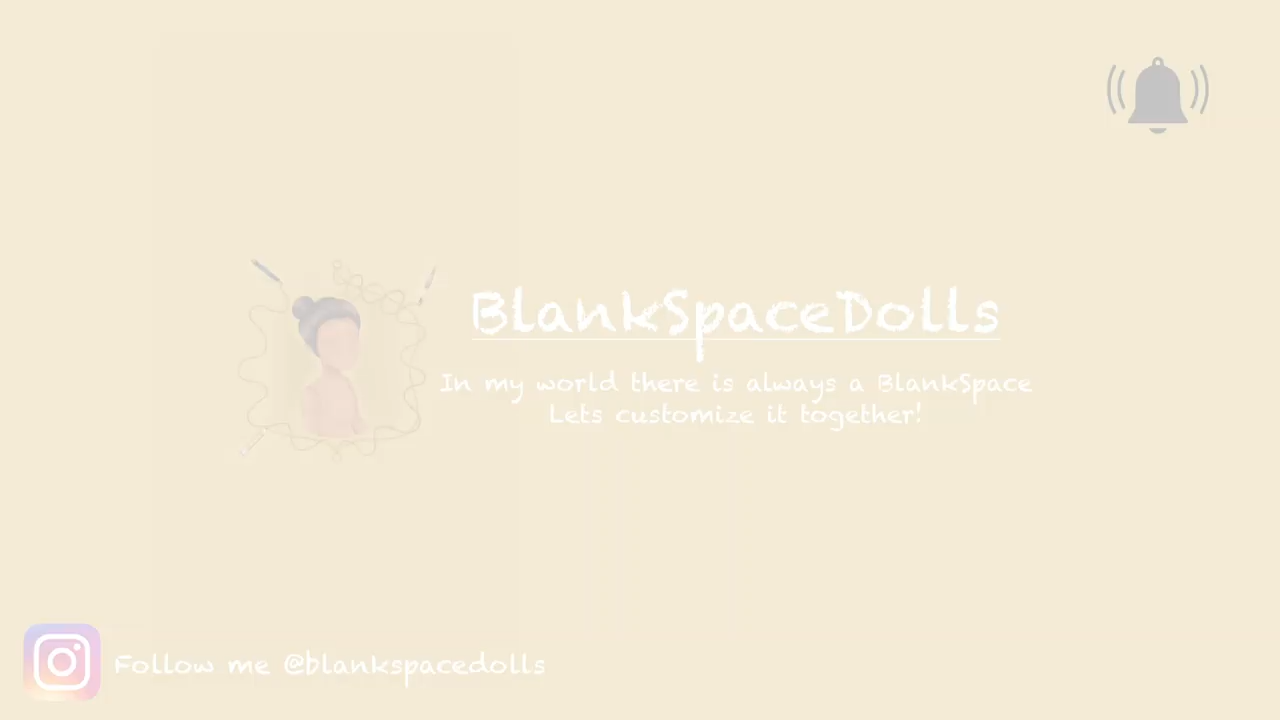 BlankSpaceDolls
In my world there is always a BlankSpace
Lets customize it together!
Follow me @blankspacedolls